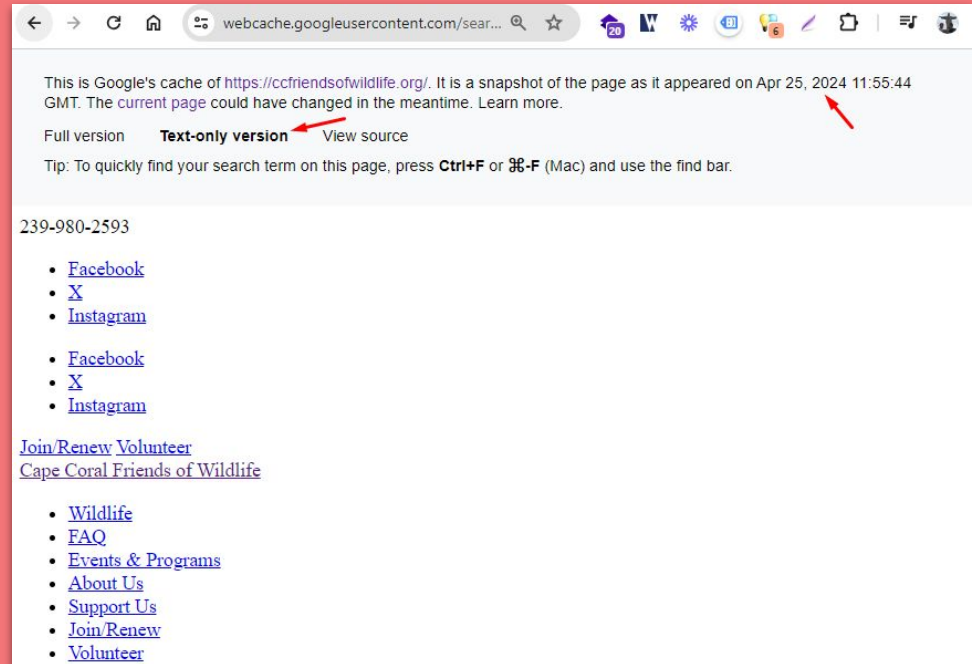 webcache.googleusercontent.com/sear...
20
W
6
This is Google's cache of https://ccfriendsofwildlife.org/. It is a snapshot of the page as it appeared on Apr 25, 2024 11:55:44
GMT. The current page could have changed in the meantime. Learn more.
Full version Text-only version View source
Tip: To quickly find your search term on this page, press Ctrl+F or ⌘-F (Mac) and use the find bar.
239-980-2593
• Facebook
• X
• Instagram
• Facebook
• X
• Instagram
Join/Renew Volunteer
Cape Coral Friends of Wildlife
• Wildlife
• FAQ
• Events & Programs
• About Us
• Support Us
• Join/Renew
• Volunteer